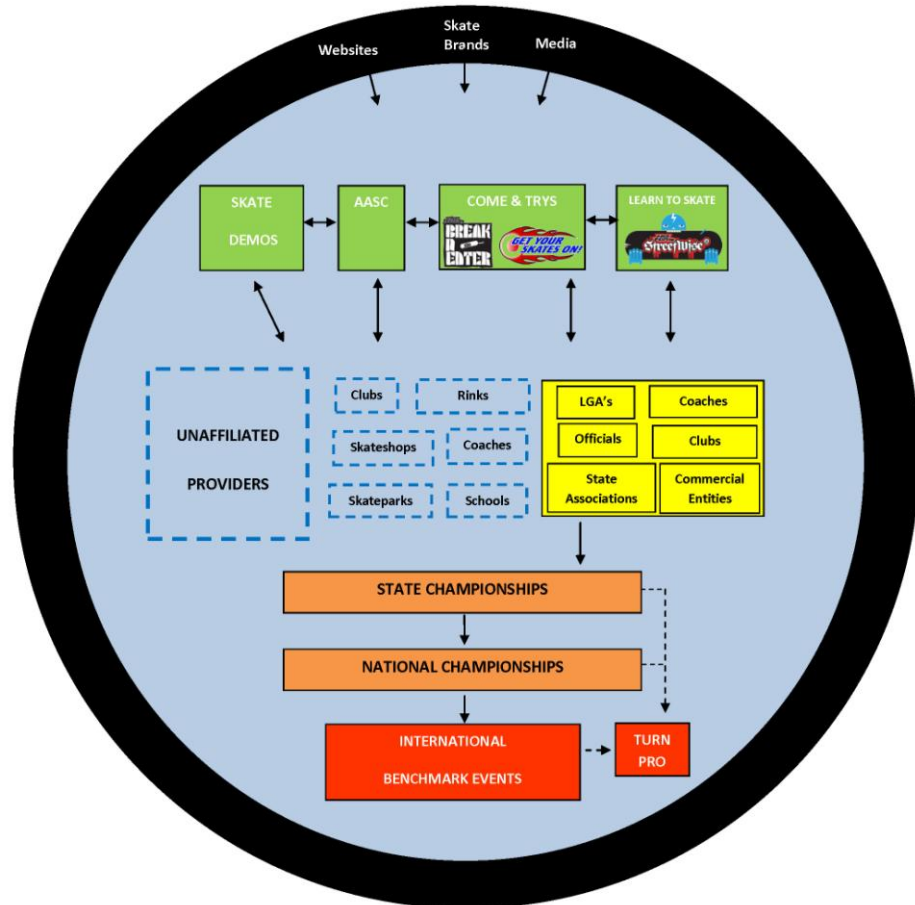 Skate
Websites
Brands
Media
SKATE
DEMOS
AASC
COME & TRYS
BREAK
A
EATER
GET YOUR
SKATES ON!
LEARN TO SKATE
StreetWise
UNAFFILIATED
PROVIDERS
Clubs
Rinks
Skateshops
Coaches
Skateparks
Schools
LGA's
Coaches
Officials
Clubs
State
Associations
Commercial
Entities
STATE CHAMPIONSHIPS
NATIONAL CHAMPIONSHIPS
INTERNATIONAL
BENCHMARK EVENTS
TURN
PRO